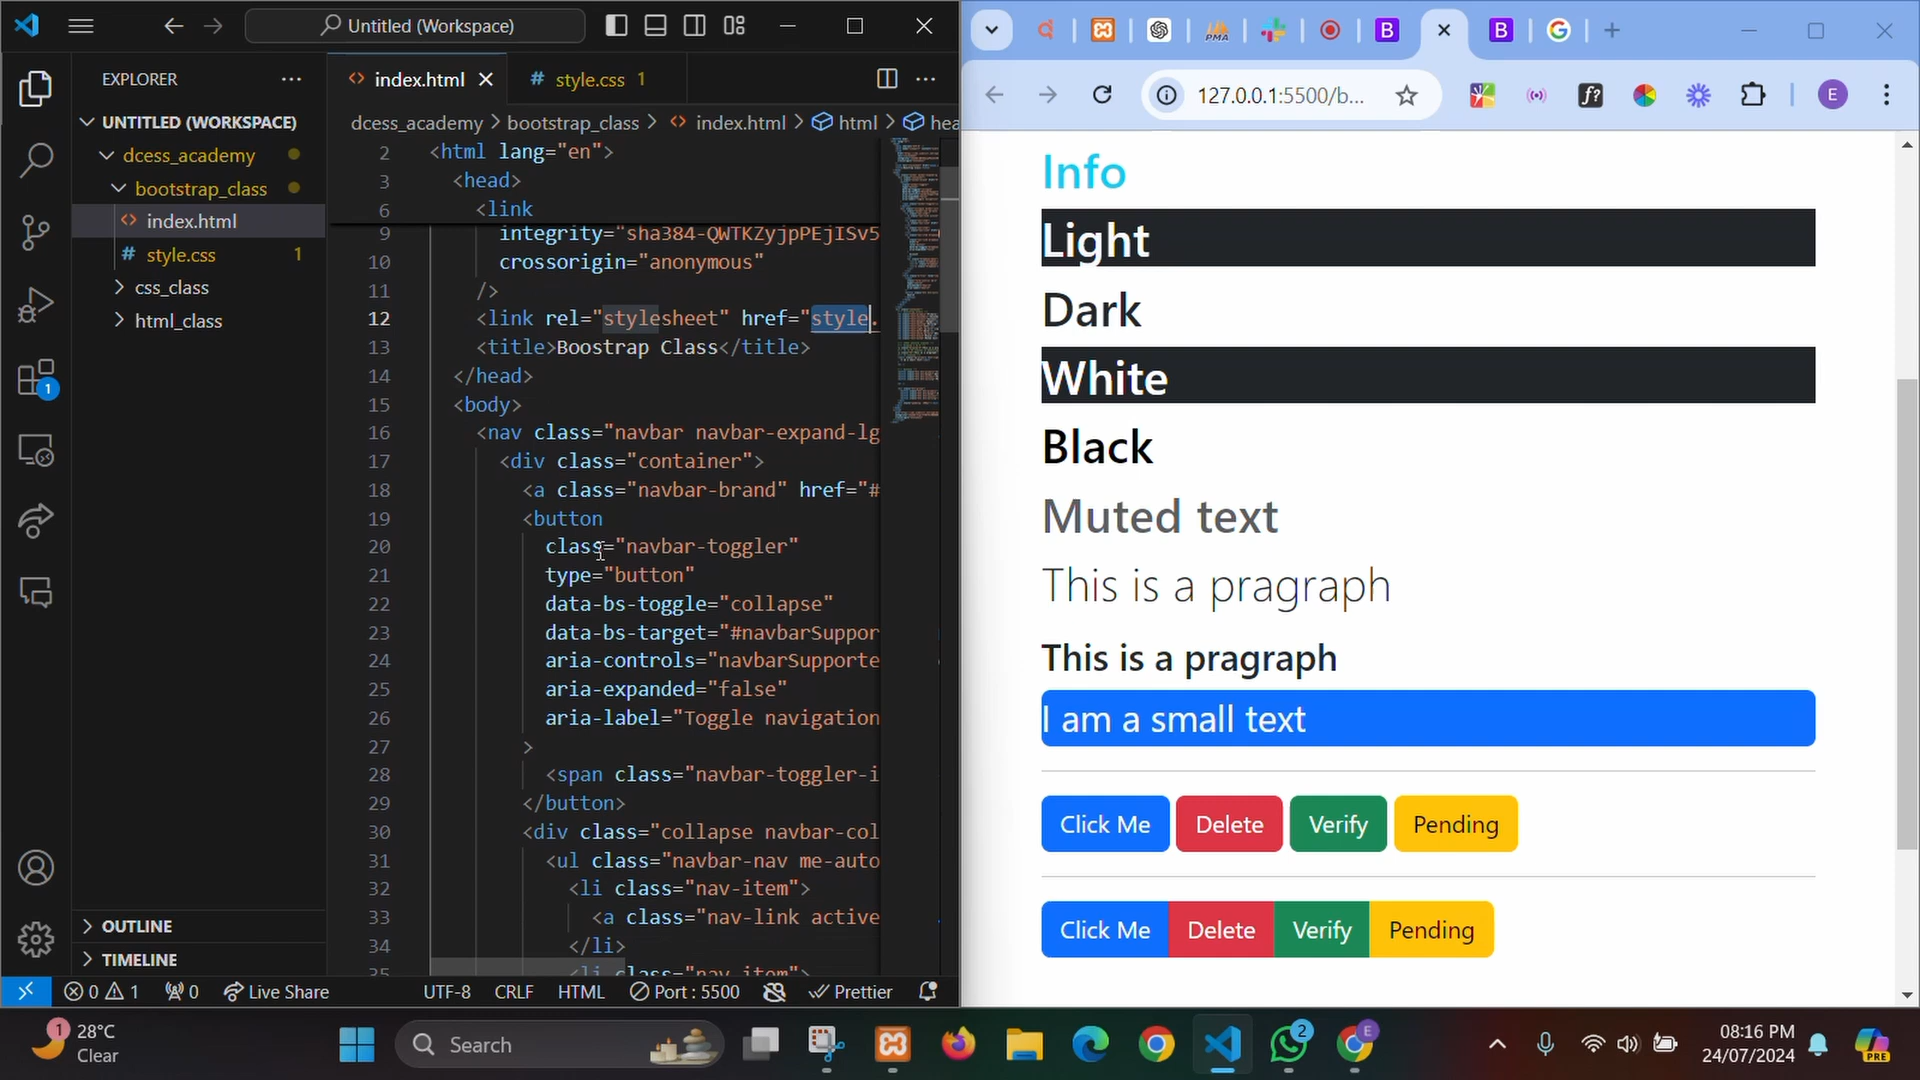 Untitled (Workspace)
EXPLORER
UNTITLED (WORKSPACE)
dcess_academy
bootstrap_class
index.html
style.css 1
css_class
html_class
OUTLINE
TIMELINE
1
index.html
style.css 1
dcess_academy > bootstrap_class > index.html > html > hea
2 <html lang="en">
3 <head>
6 <link
9 integrity="sha384-QWTKZyjpPEjISv5
10 crossorigin="anonymous"
11 />
12 <link rel="stylesheet" href="style.
13 <title>Boostrap Class</title>
14 </head>
15 <body>
16 <nav class="navbar navbar-expand-lg
17 <div class="container">
18 <a class="navbar-brand" href="#
19 <button
20 class="navbar-toggler"
21 type="button"
22 data-bs-toggle="collapse"
23 data-bs-target="#navbarSuppor
24 aria-controls="navbarSupporte
25 aria-expanded="false"
26 aria-label="Toggle navigation
27 >
28 <span class="navbar-toggler-i
29 </button>
30 <div class="collapse navbar-col
31 <ul class="navbar-nav me-auto
32 <li class="nav-item">
33 <a class="nav-link active
34 </li>
35 <li class="nav-item">
0 1 0 Live Share UTF-8 CRLF HTML Port : 5500 Prettier
PMA
B
B
127.0.0.1:5500/b...
f?
E
Info
Light
Dark
White
Black
Muted text
This is a pragraph
This is a pragraph
I am a small text
Click Me Delete Verify Pending
Click Me Delete Verify Pending
1
28°C
Clear
Search
2
E
08:16 PM
24/07/2024
PRE